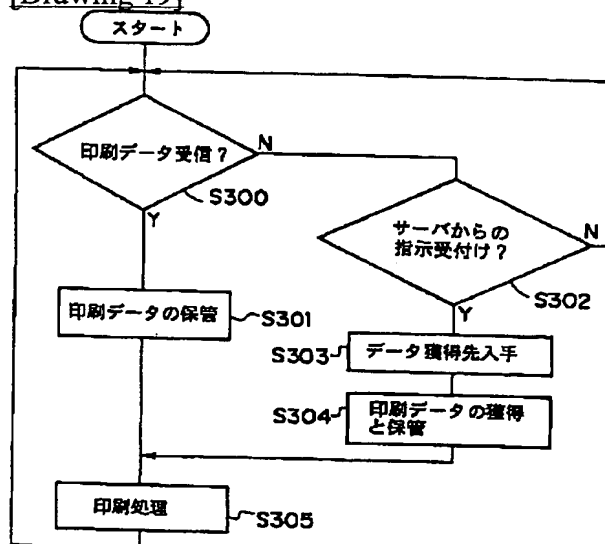 [Drawing 19]
スタート
印刷データ受信?
N
S300
Y
サーバからの
指示受付け?
N
S302
Y
印刷データの保管
S301
S303
データ獲得先入手
S304
印刷データの獲得
と保管
印刷処理
S305